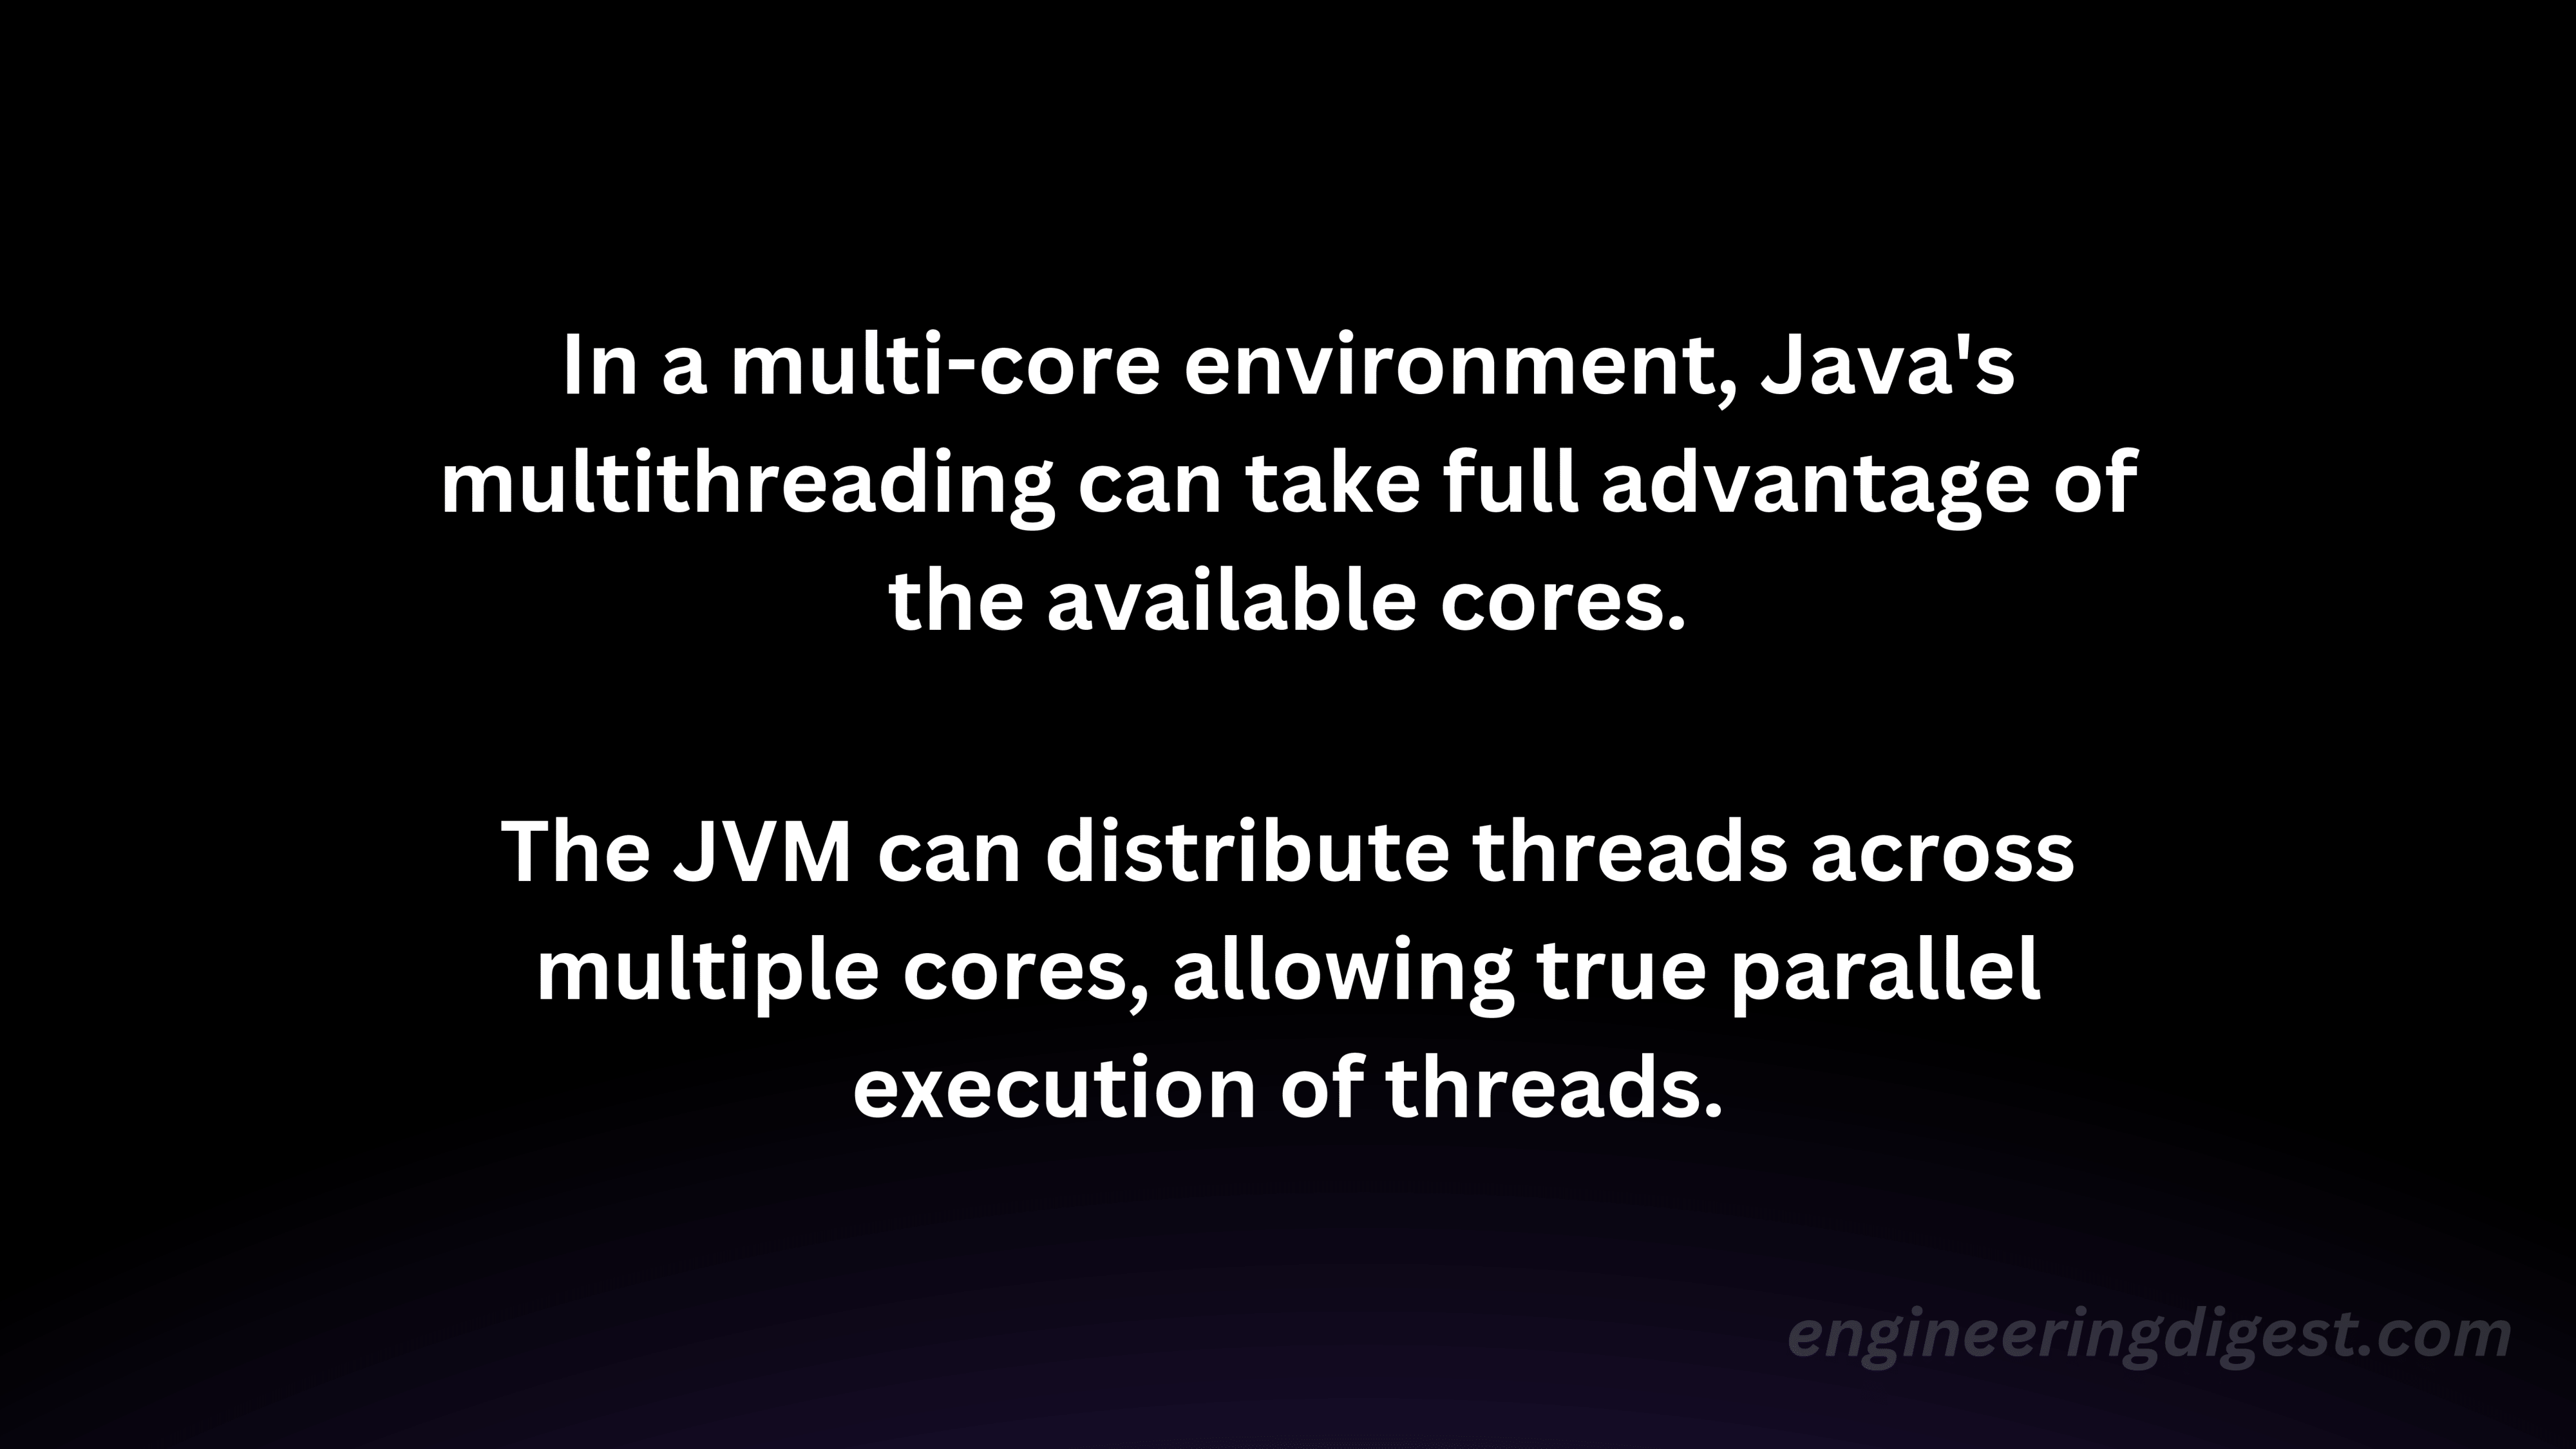 In a multi-core environment, Java's
multithreading can take full advantage of
the available cores.
The JVM can distribute threads across
multiple cores, allowing true parallel
execution of threads.
engineeringdigest.com